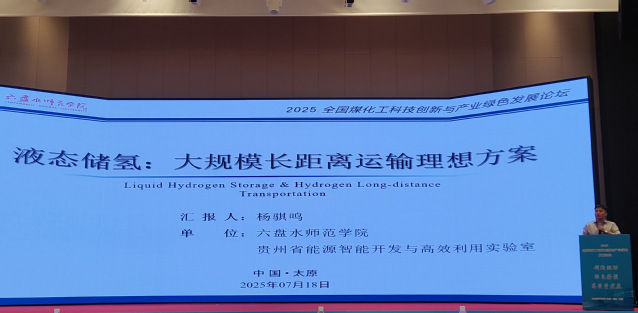 六盘水师范学院
2025 全国煤化工科技创新与产业绿色发展论坛
液态储氢：大规模长距离运输理想方案
Liquid Hydrogen Storage & Hydrogen Long-distance
Transportation
汇报人：杨骐鸣
单 位：六盘水师范学院
贵州省能源智能开发与高效利用实验室
中国·太原
2025年07月18日